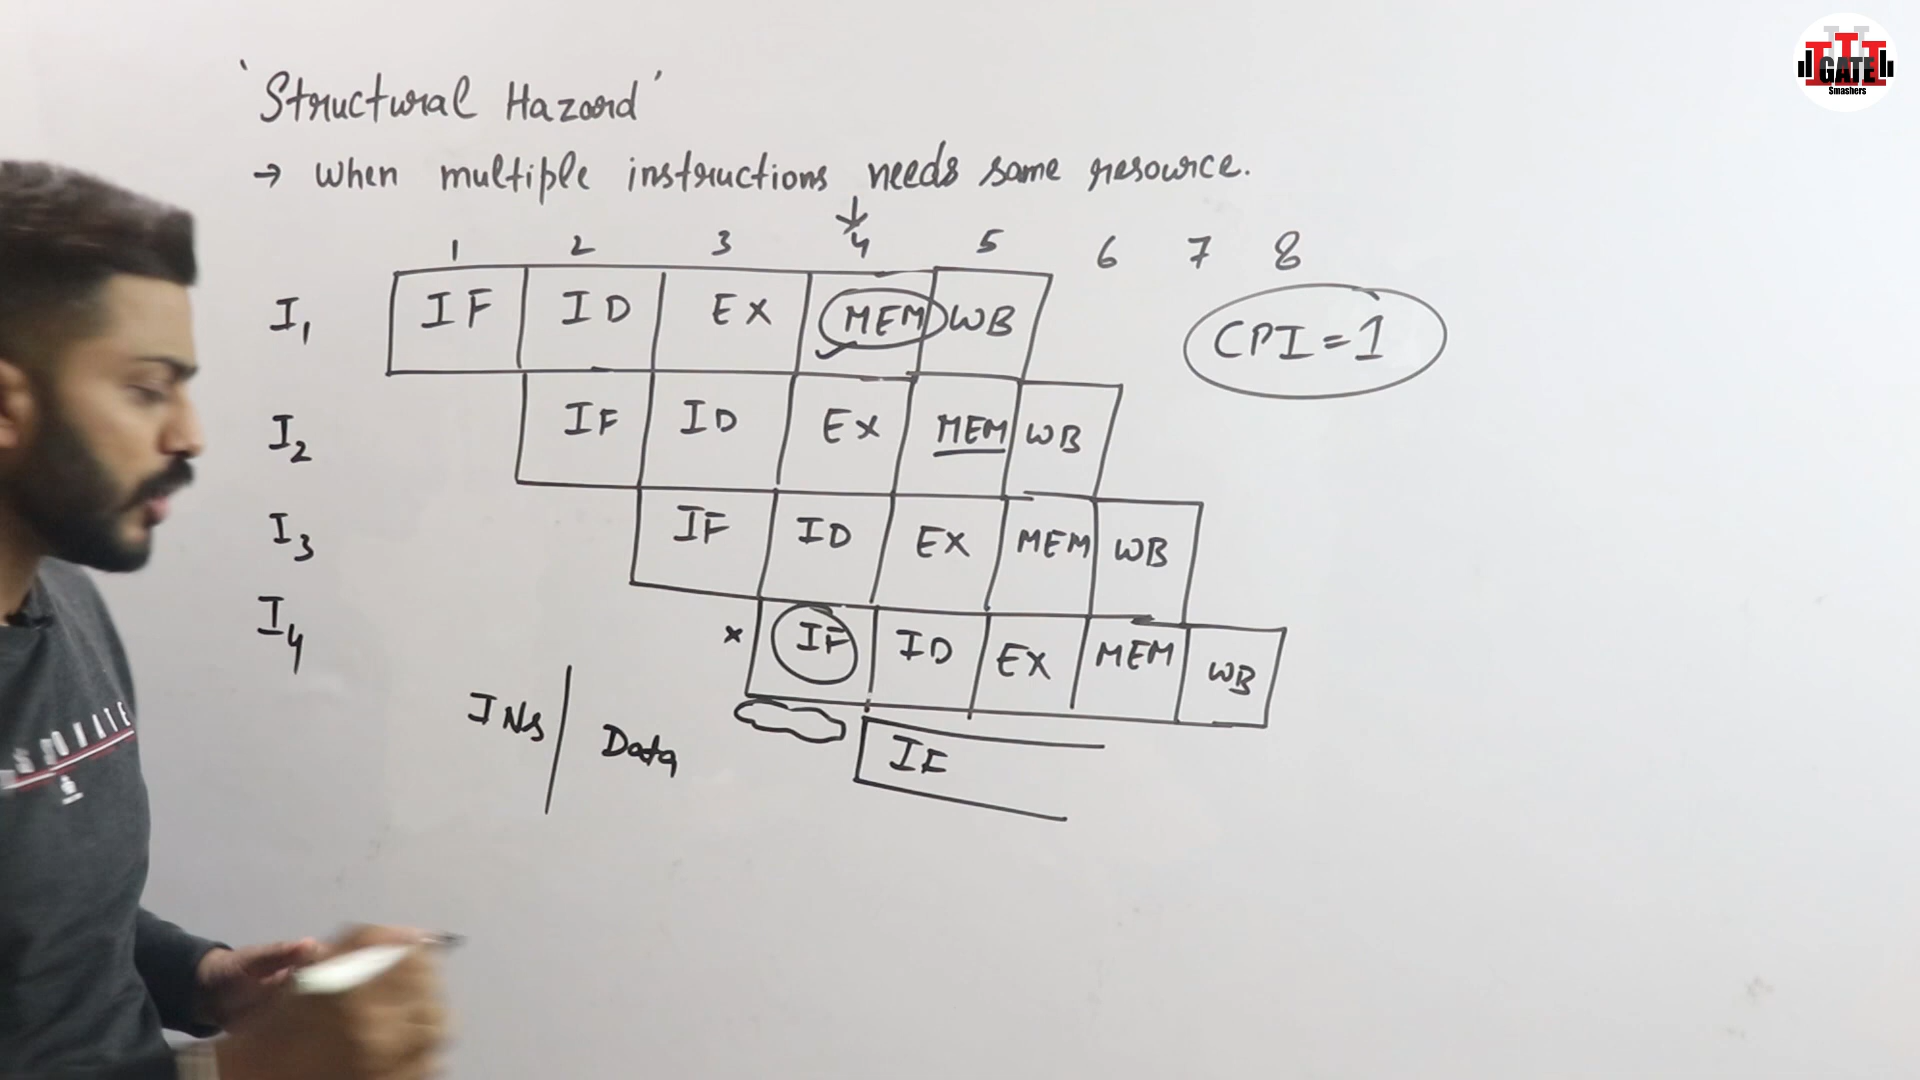 'Structural Hazard'
→ When multiple instructions needs same resource.
1 2 3 4 5 6 7 8
I1 IF ID EX MEM WB
CPI=1
I2 IF ID EX MEM WB
I3 IF ID EX MEM WB
I4 x IF ID EX MEM WB
INs | Data
IF
GATE
Smashers